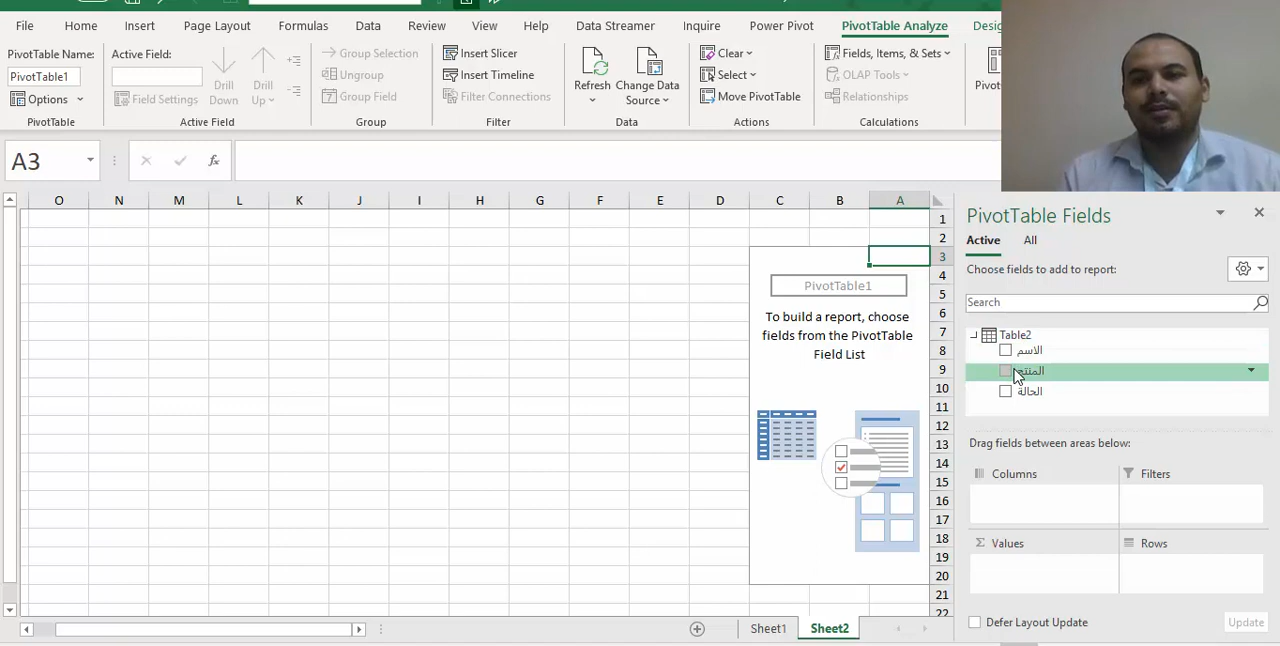 File Home Insert Page Layout Formulas Data Review View Help Data Streamer Inquire Power Pivot PivotTable Analyze
PivotTable Name:
PivotTable1
Options
PivotTable
Active Field:
Field Settings
Drill Down
Drill Up
Active Field
Group Selection
Ungroup
Group Field
Group
Insert Slicer
Insert Timeline
Filter Connections
Filter
Refresh
Change Data Source
Data
Clear
Select
Move PivotTable
Actions
Fields, Items, & Sets
OLAP Tools
Relationships
Calculations
A3
fx
O N M L K J I H G F E D C B A
1
2
3
4
5
6
7
8
9
10
11
12
13
14
15
16
17
18
19
20
21
22
PivotTable1
To build a report, choose
fields from the PivotTable
Field List
Sheet1 Sheet2
PivotTable Fields
Active All
Choose fields to add to report:
Search
Table2
الاسم
المنتج
الحالة
Drag fields between areas below:
Columns Filters
Σ Values Rows
Defer Layout Update Update